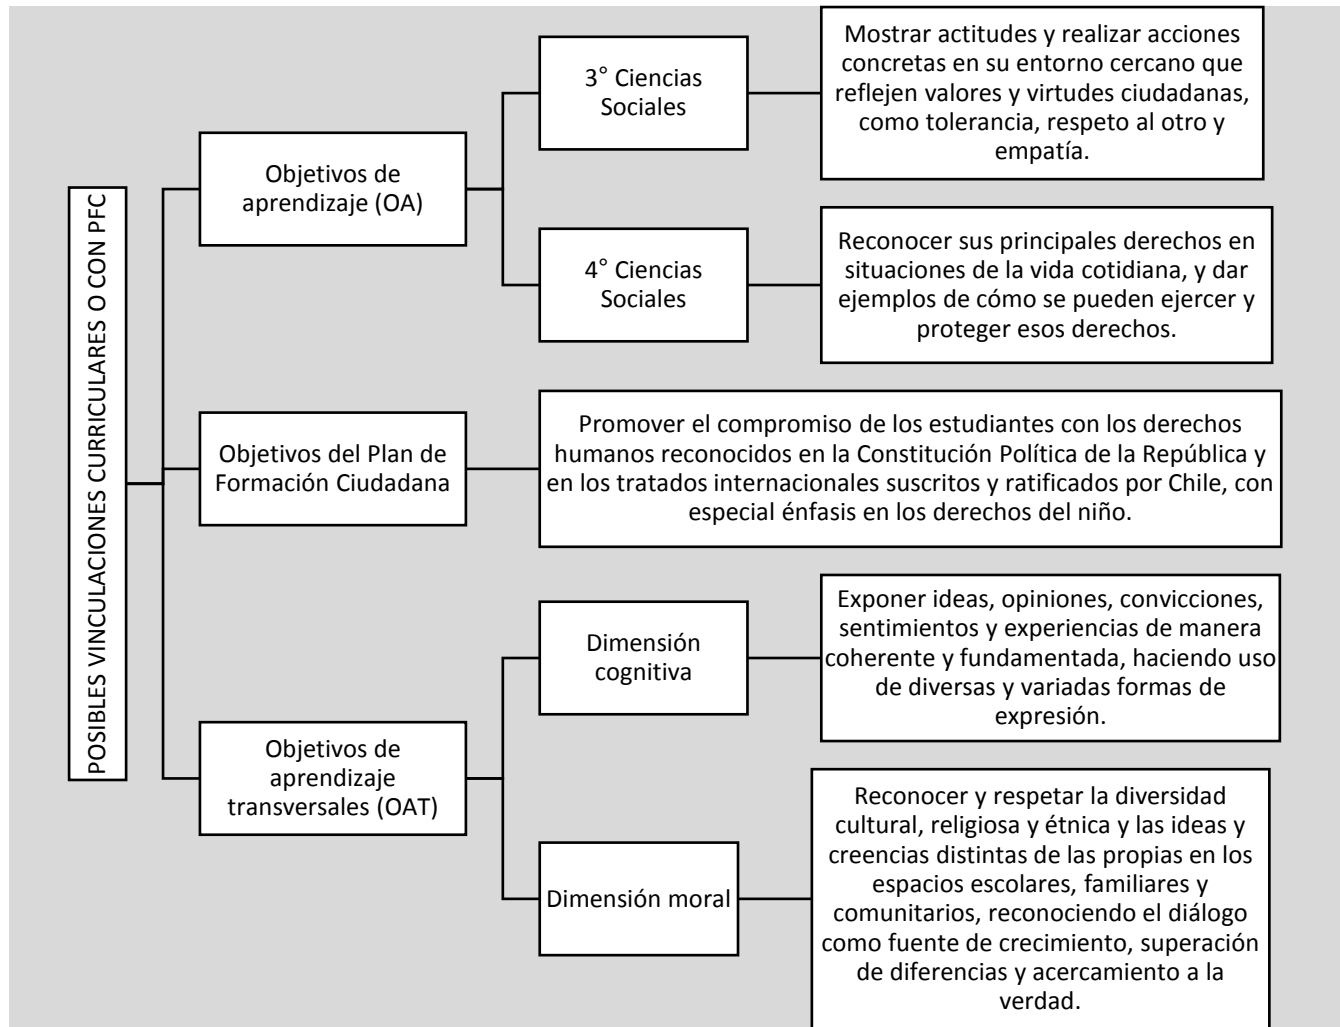 POSIBLES VINCULACIONES CURRICULARES O CON PFC
Objetivos de
aprendizaje (OA)
3° Ciencias
Sociales
Mostrar actitudes y realizar acciones
concretas en su entorno cercano que
reflejen valores y virtudes ciudadanas,
como tolerancia, respeto al otro y
empatía.
4° Ciencias
Sociales
Reconocer sus principales derechos en
situaciones de la vida cotidiana, y dar
ejemplos de cómo se pueden ejercer y
proteger esos derechos.
Objetivos del Plan de
Formación Ciudadana
Promover el compromiso de los estudiantes con los derechos
humanos reconocidos en la Constitución Política de la República y
en los tratados internacionales suscritos y ratificados por Chile, con
especial énfasis en los derechos del niño.
Objetivos de
aprendizaje
transversales (OAT)
Dimensión
cognitiva
Exponer ideas, opiniones, convicciones,
sentimientos y experiencias de manera
coherente y fundamentada, haciendo uso
de diversas y variadas formas de
expresión.
Dimensión moral
Reconocer y respetar la diversidad
cultural, religiosa y étnica y las ideas y
creencias distintas de las propias en los
espacios escolares, familiares y
comunitarios, reconociendo el diálogo
como fuente de crecimiento, superación
de diferencias y acercamiento a la
verdad.